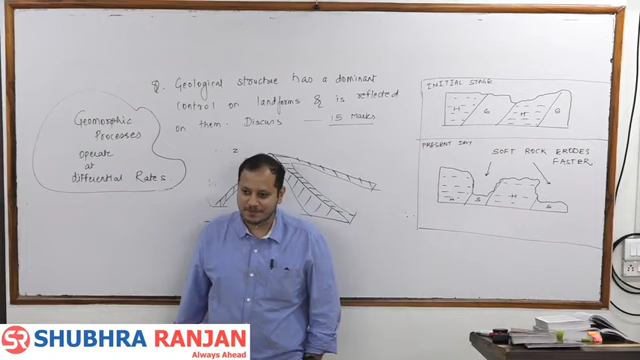 Q. Geological structure has a dominant
control on landforms & is reflected
on them. Discuss — 15 Marks
Geomorphic
Processes
operate
at
differential Rates.
INITIAL STAGE
H S H S
PRESENT DAY
SOFT ROCK ERODES
FASTER
H S H S
SR SHUBHRA RANJAN
Always Ahead